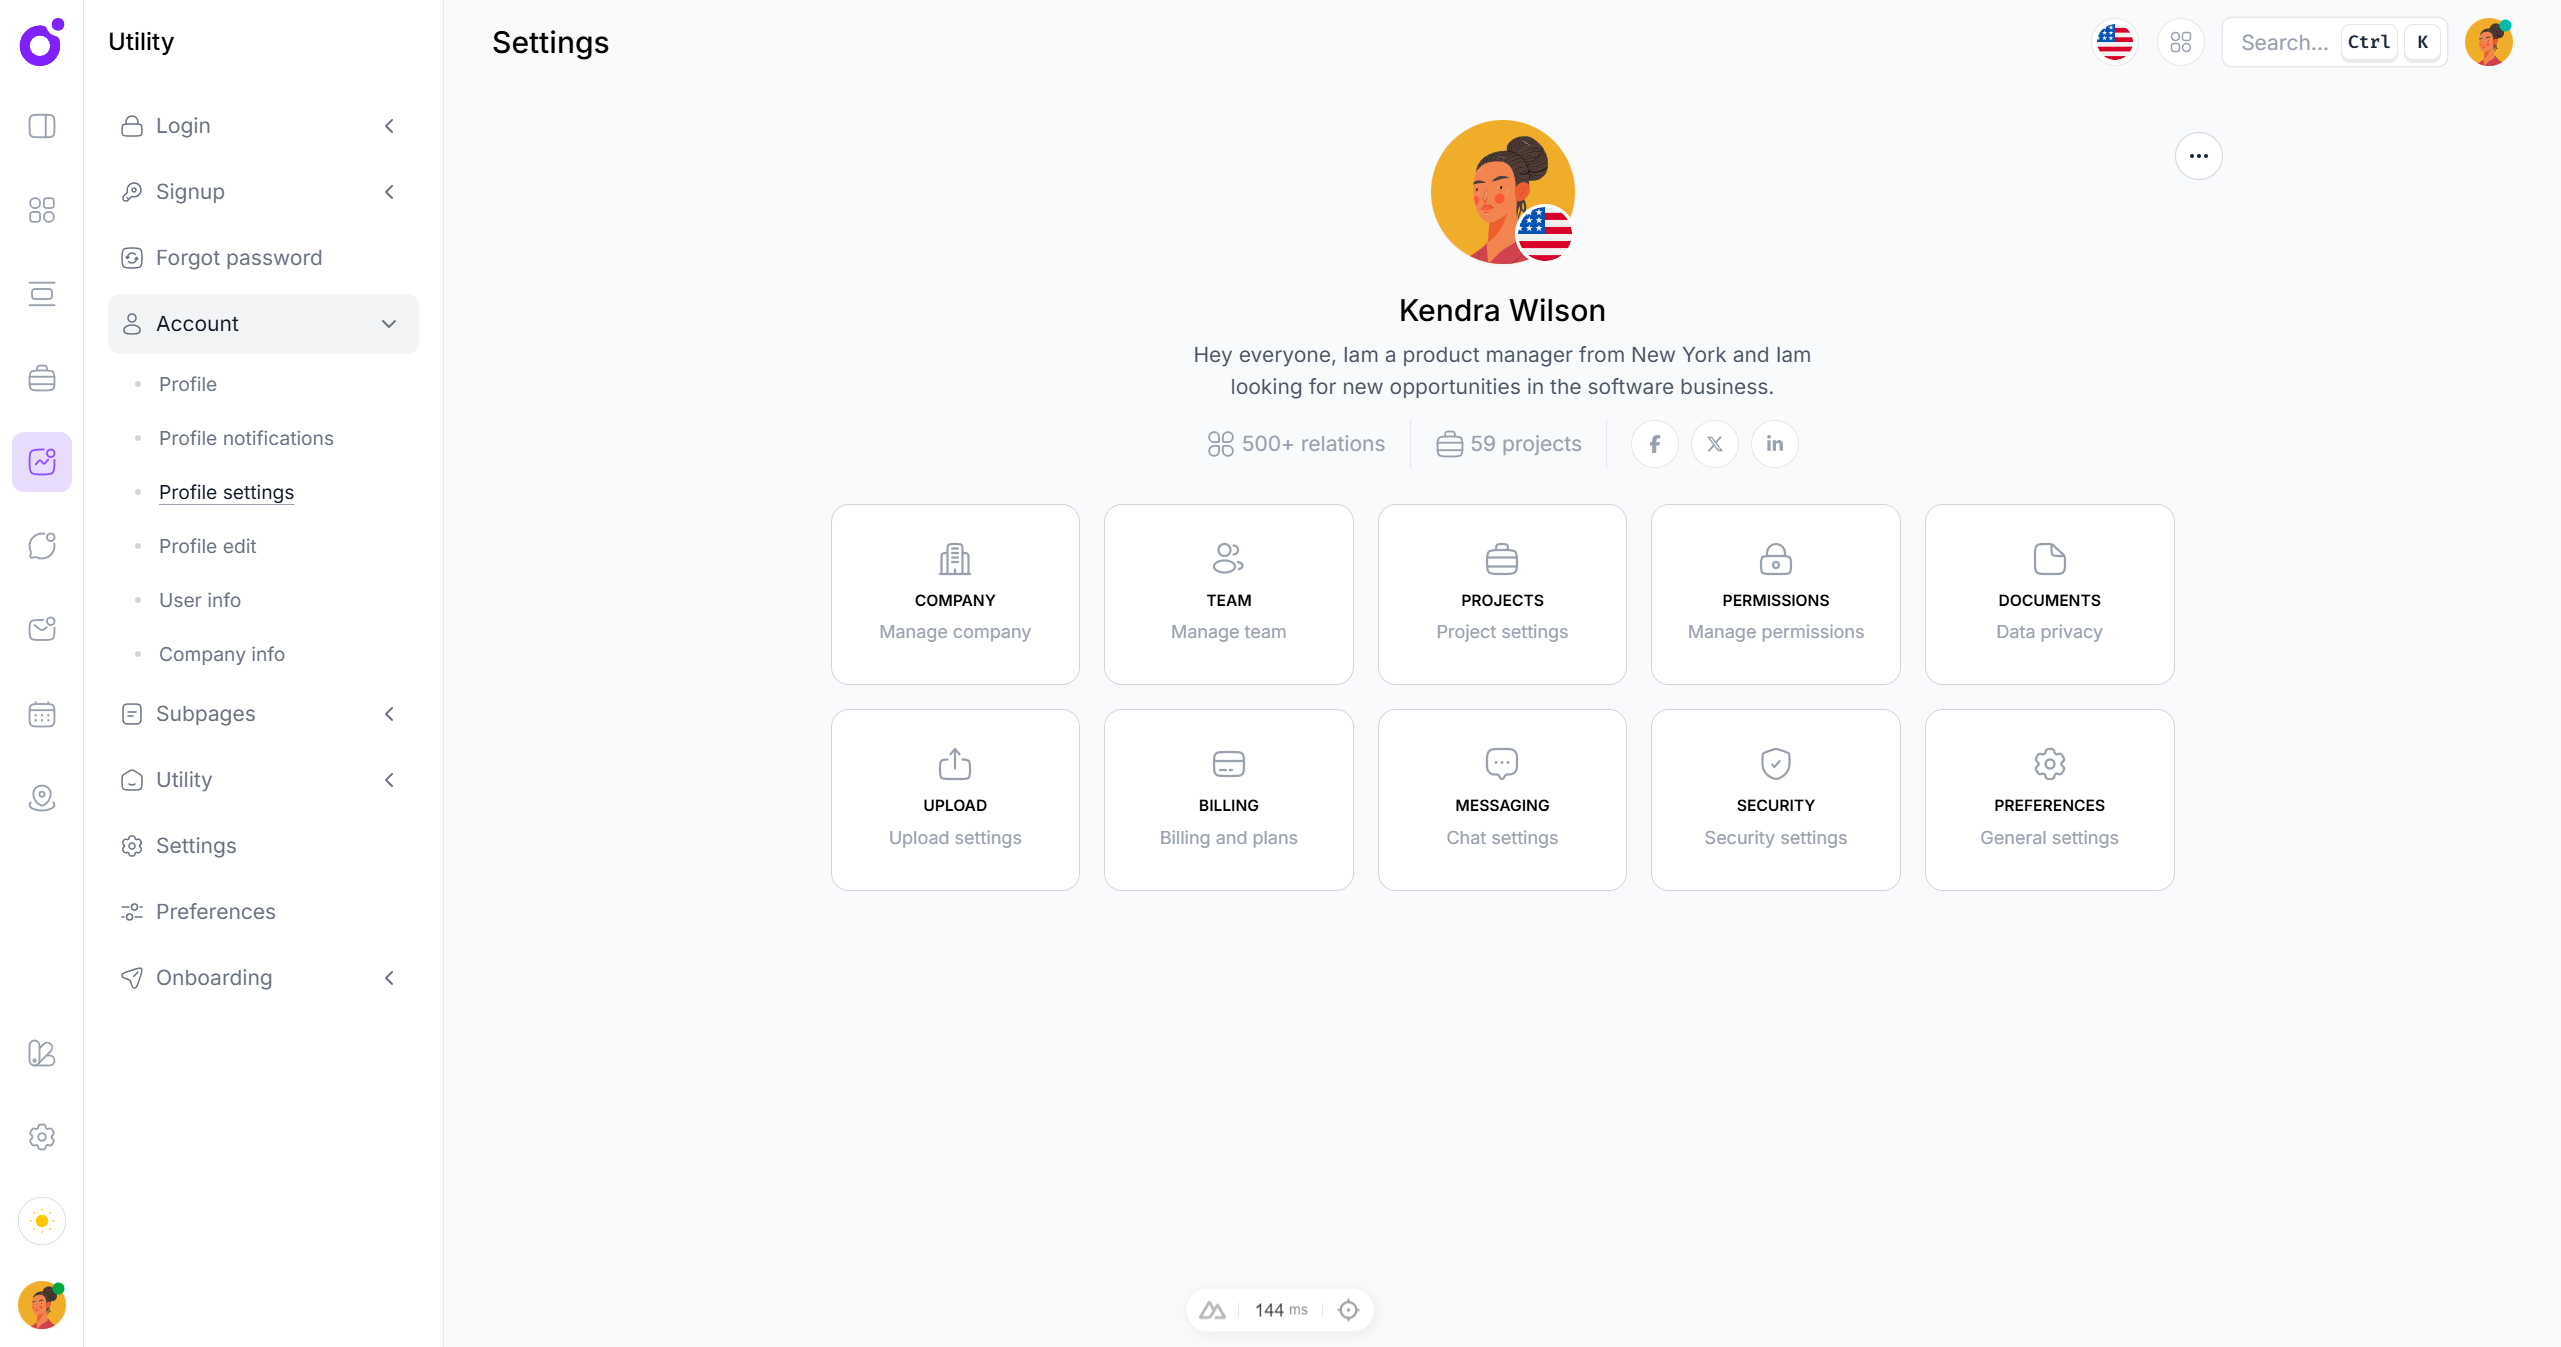 Utility
Login
Signup
Forgot password
Account
Profile
Profile notifications
Profile settings
Profile edit
User info
Company info
Subpages
Utility
Settings
Preferences
Onboarding
Settings
Search...
Ctrl
K
Kendra Wilson
Hey everyone, Iam a product manager from New York and Iam
looking for new opportunities in the software business.
500+ relations
59 projects
COMPANY
Manage company
TEAM
Manage team
PROJECTS
Project settings
PERMISSIONS
Manage permissions
DOCUMENTS
Data privacy
UPLOAD
Upload settings
BILLING
Billing and plans
MESSAGING
Chat settings
SECURITY
Security settings
PREFERENCES
General settings
144 ms